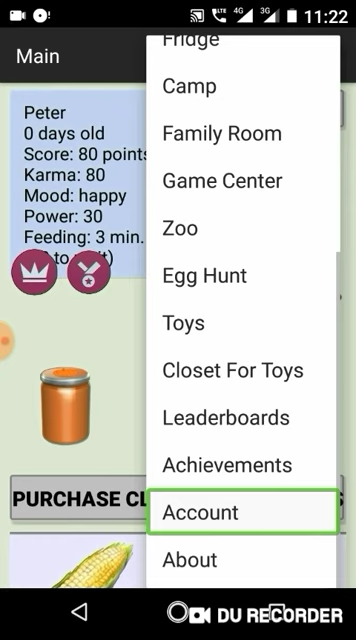 4G 3G 11:22
Main
Peter
0 days old
Score: 80 points
Karma: 80
Mood: happy
Power: 30
Feeding: 3 min.
Fridge
Camp
Family Room
Game Center
Zoo
Egg Hunt
Toys
Closet For Toys
Leaderboards
Achievements
Account
About
PURCHASE CL
DU RECORDER